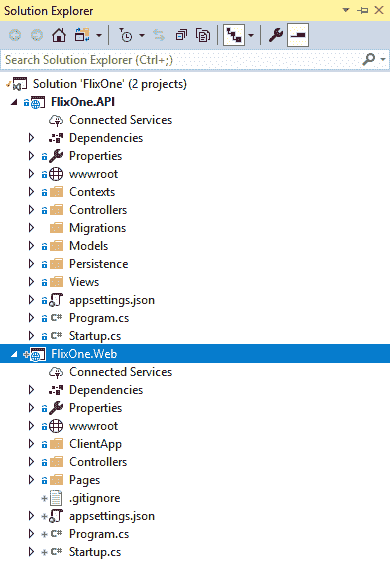 Solution Explorer
Search Solution Explorer (Ctrl+;)
Solution 'FlixOne' (2 projects)
FlixOne.API
Connected Services
Dependencies
Properties
wwwroot
Contexts
Controllers
Migrations
Models
Persistence
Views
appsettings.json
C# Program.cs
C# Startup.cs
FlixOne.Web
Connected Services
Dependencies
Properties
wwwroot
ClientApp
Controllers
Pages
.gitignore
appsettings.json
C# Program.cs
C# Startup.cs